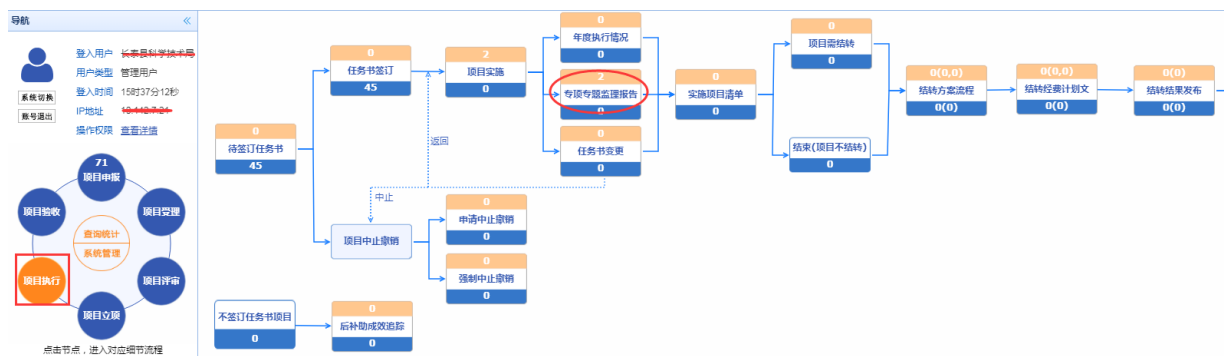 导航
登入用户 长泰县科学技术局
用户类型 管理用户
登入时间 15时37分12秒
IP地址
操作权限 查看详情
系统切换
账号退出
71
项目申报
项目验收
项目受理
查询统计
系统管理
项目执行
项目评审
项目立项
点击节点，进入对应细节流程
0
待签订任务书
45
0
任务书签订
45
2
项目实施
0
0
年度执行情况
0
2
专项专题监理报告
0
0
任务书变更
0
返回
中止
项目中止撤销
0
申请中止撤销
0
0
强制中止撤销
0
不签订任务书项目
0
0
后补助成效追踪
0
0
实施项目清单
0
0
项目需结转
0
结束(项目不结转)
0
0(0,0)
结转方案流程
0(0)
0(0,0)
结转经费计划文
0(0)
0(0)
结转结果发布
0(0)